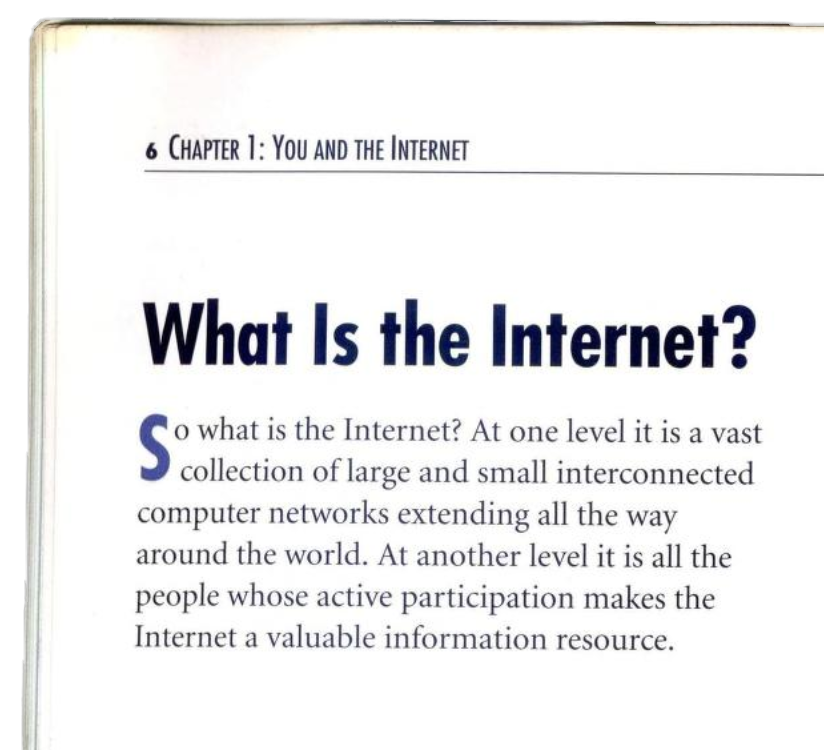 6 CHAPTER 1: YOU AND THE INTERNET
What Is the Internet?
So what is the Internet? At one level it is a vast
collection of large and small interconnected
computer networks extending all the way
around the world. At another level it is all the
people whose active participation makes the
Internet a valuable information resource.